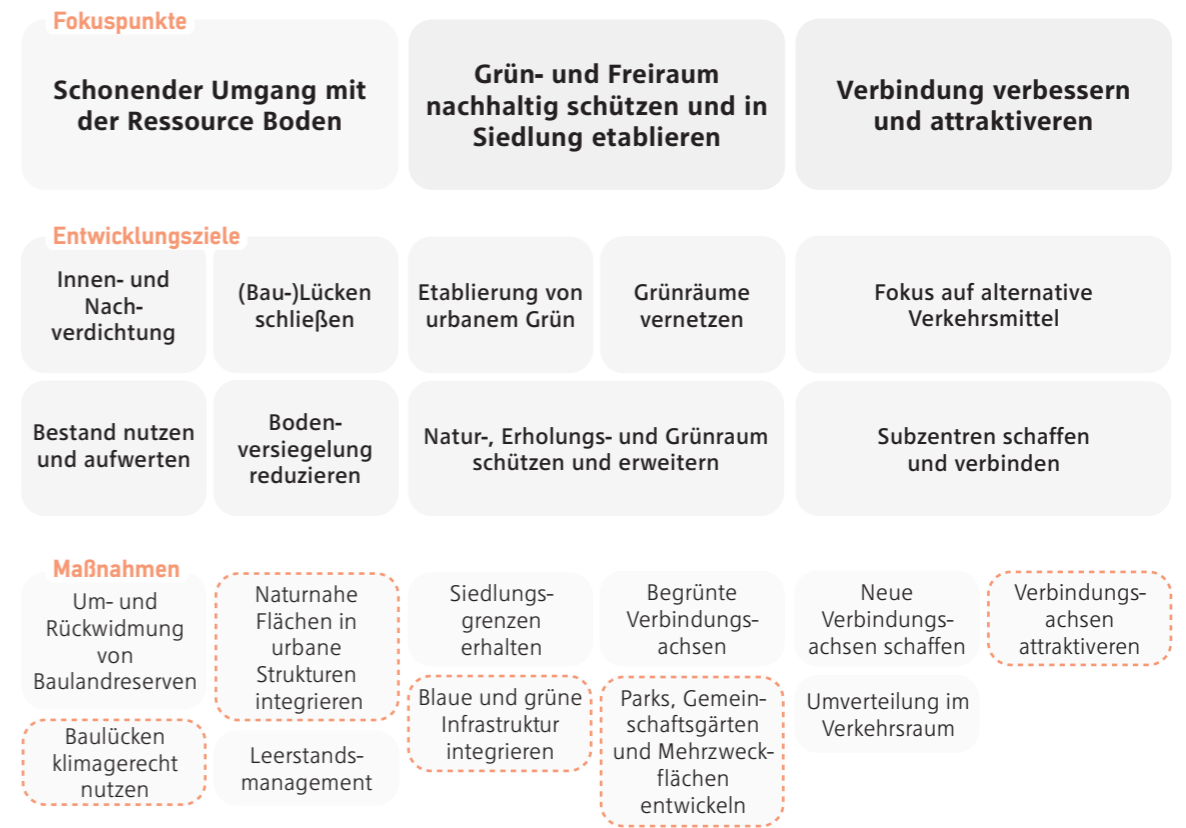 Fokuspunkte
Schonender Umgang mit
der Ressource Boden
Grün- und Freiraum
nachhaltig schützen und in
Siedlung etablieren
Verbindung verbessern
und attraktiveren
Entwicklungsziele
Innen- und
Nach-
verdichtung
(Bau-)Lücken
schließen
Etablierung von
urbanem Grün
Grünräume
vernetzen
Fokus auf alternative
Verkehrsmittel
Bestand nutzen
und aufwerten
Boden-
versiegelung
reduzieren
Natur-, Erholungs- und Grünraum
schützen und erweitern
Subzentren schaffen
und verbinden
Maßnahmen
Um- und
Rückwidmung
von
Baulandreserven
Naturnahe
Flächen in
urbane
Strukturen
integrieren
Siedlungs-
grenzen
erhalten
Begrünte
Verbindungs-
achsen
Neue
Verbindungs-
achsen schaffen
Verbindungs-
achsen
attraktiveren
Baulücken
klimagerecht
nutzen
Leerstands-
management
Blaue und grüne
Infrastruktur
integrieren
Parks, Gemein-
schaftsgärten
und Mehrzweck-
flächen
entwickeln
Umverteilung im
Verkehrsraum